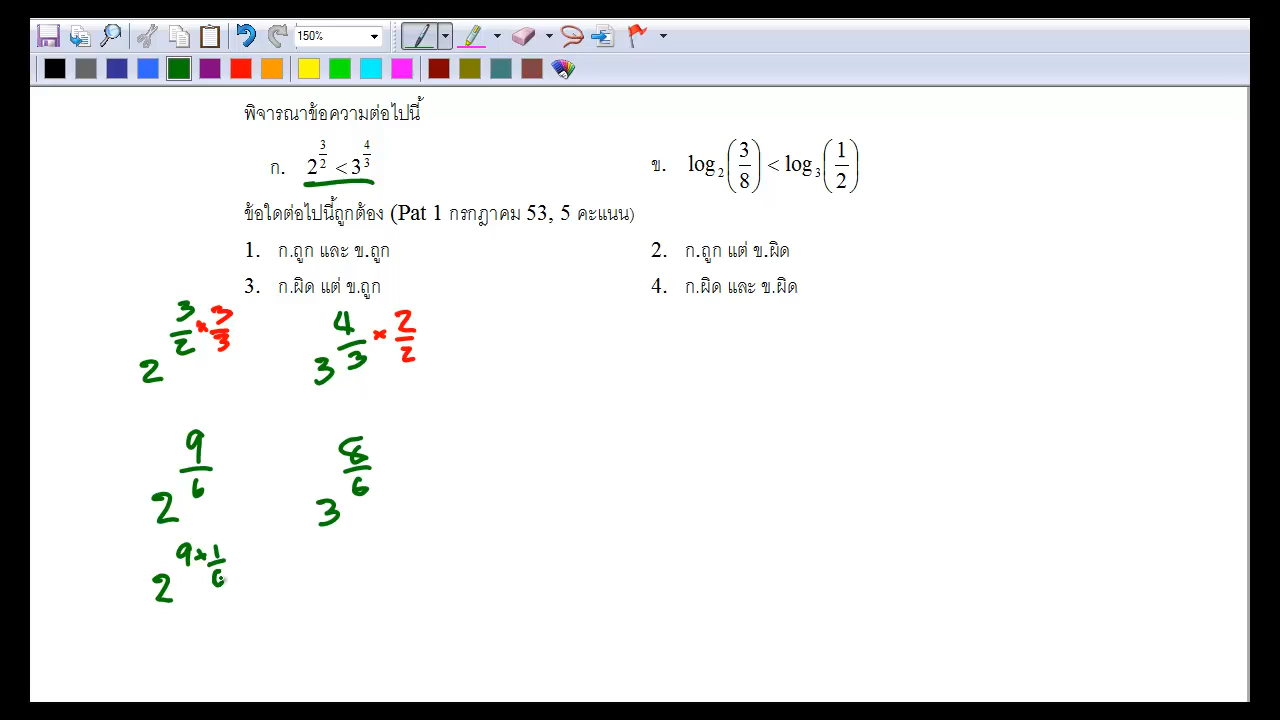 150%
พิจารณาข้อความต่อไปนี้
ก. 2^{3/2} < 3^{4/3}
ข. log_2(3/8) < log_3(1/2)
ข้อใดต่อไปนี้ถูกต้อง (Pat 1 กรกฎาคม 53, 5 คะแนน)
1. ก.ถูก และ ข.ถูก
2. ก.ถูก แต่ ข.ผิด
3. ก.ผิด แต่ ข.ถูก
4. ก.ผิด และ ข.ผิด
2^{3/2 × 3/3} 3^{4/3 × 2/2}
2^{9/6} 3^{8/6}
2^{9×1/6}